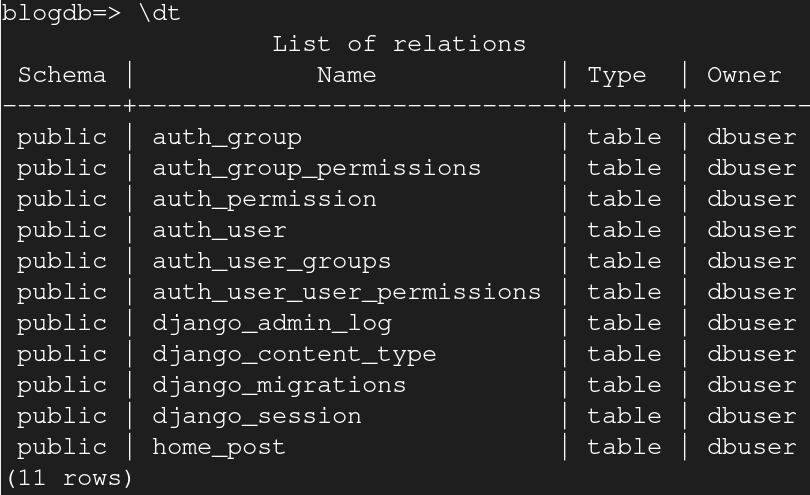 blogdb=> \dt
List of relations
Schema | Name | Type | Owner
--------+----------------------------+-------+--------
public | auth_group | table | dbuser
public | auth_group_permissions | table | dbuser
public | auth_permission | table | dbuser
public | auth_user | table | dbuser
public | auth_user_groups | table | dbuser
public | auth_user_user_permissions | table | dbuser
public | django_admin_log | table | dbuser
public | django_content_type | table | dbuser
public | django_migrations | table | dbuser
public | django_session | table | dbuser
public | home_post | table | dbuser
(11 rows)